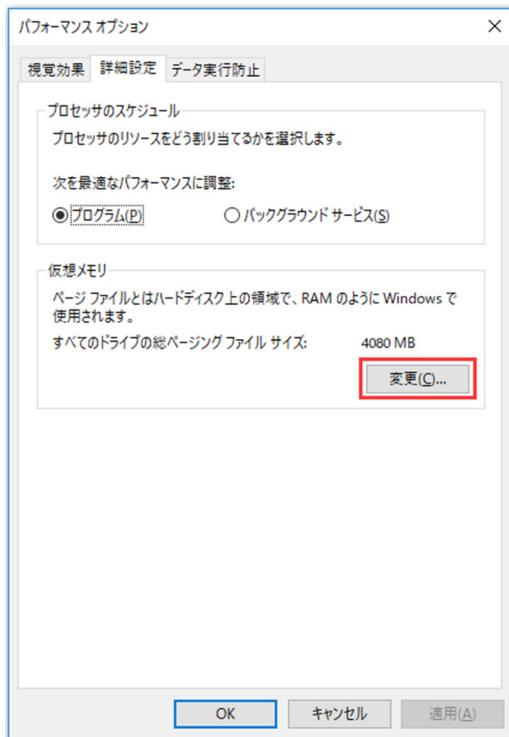 パフォーマンス オプション
視覚効果 詳細設定 データ実行防止
プロセッサのスケジュール
プロセッサのリソースをどう割り当てるかを選択します。
次を最適なパフォーマンスに調整:
プログラム(P) バックグラウンド サービス(S)
仮想メモリ
ページ ファイルとはハードディスク上の領域で、RAM のように Windows で
使用されます。
すべてのドライブの総ページング ファイル サイズ: 4080 MB
変更(C)...
OK キャンセル 適用(A)